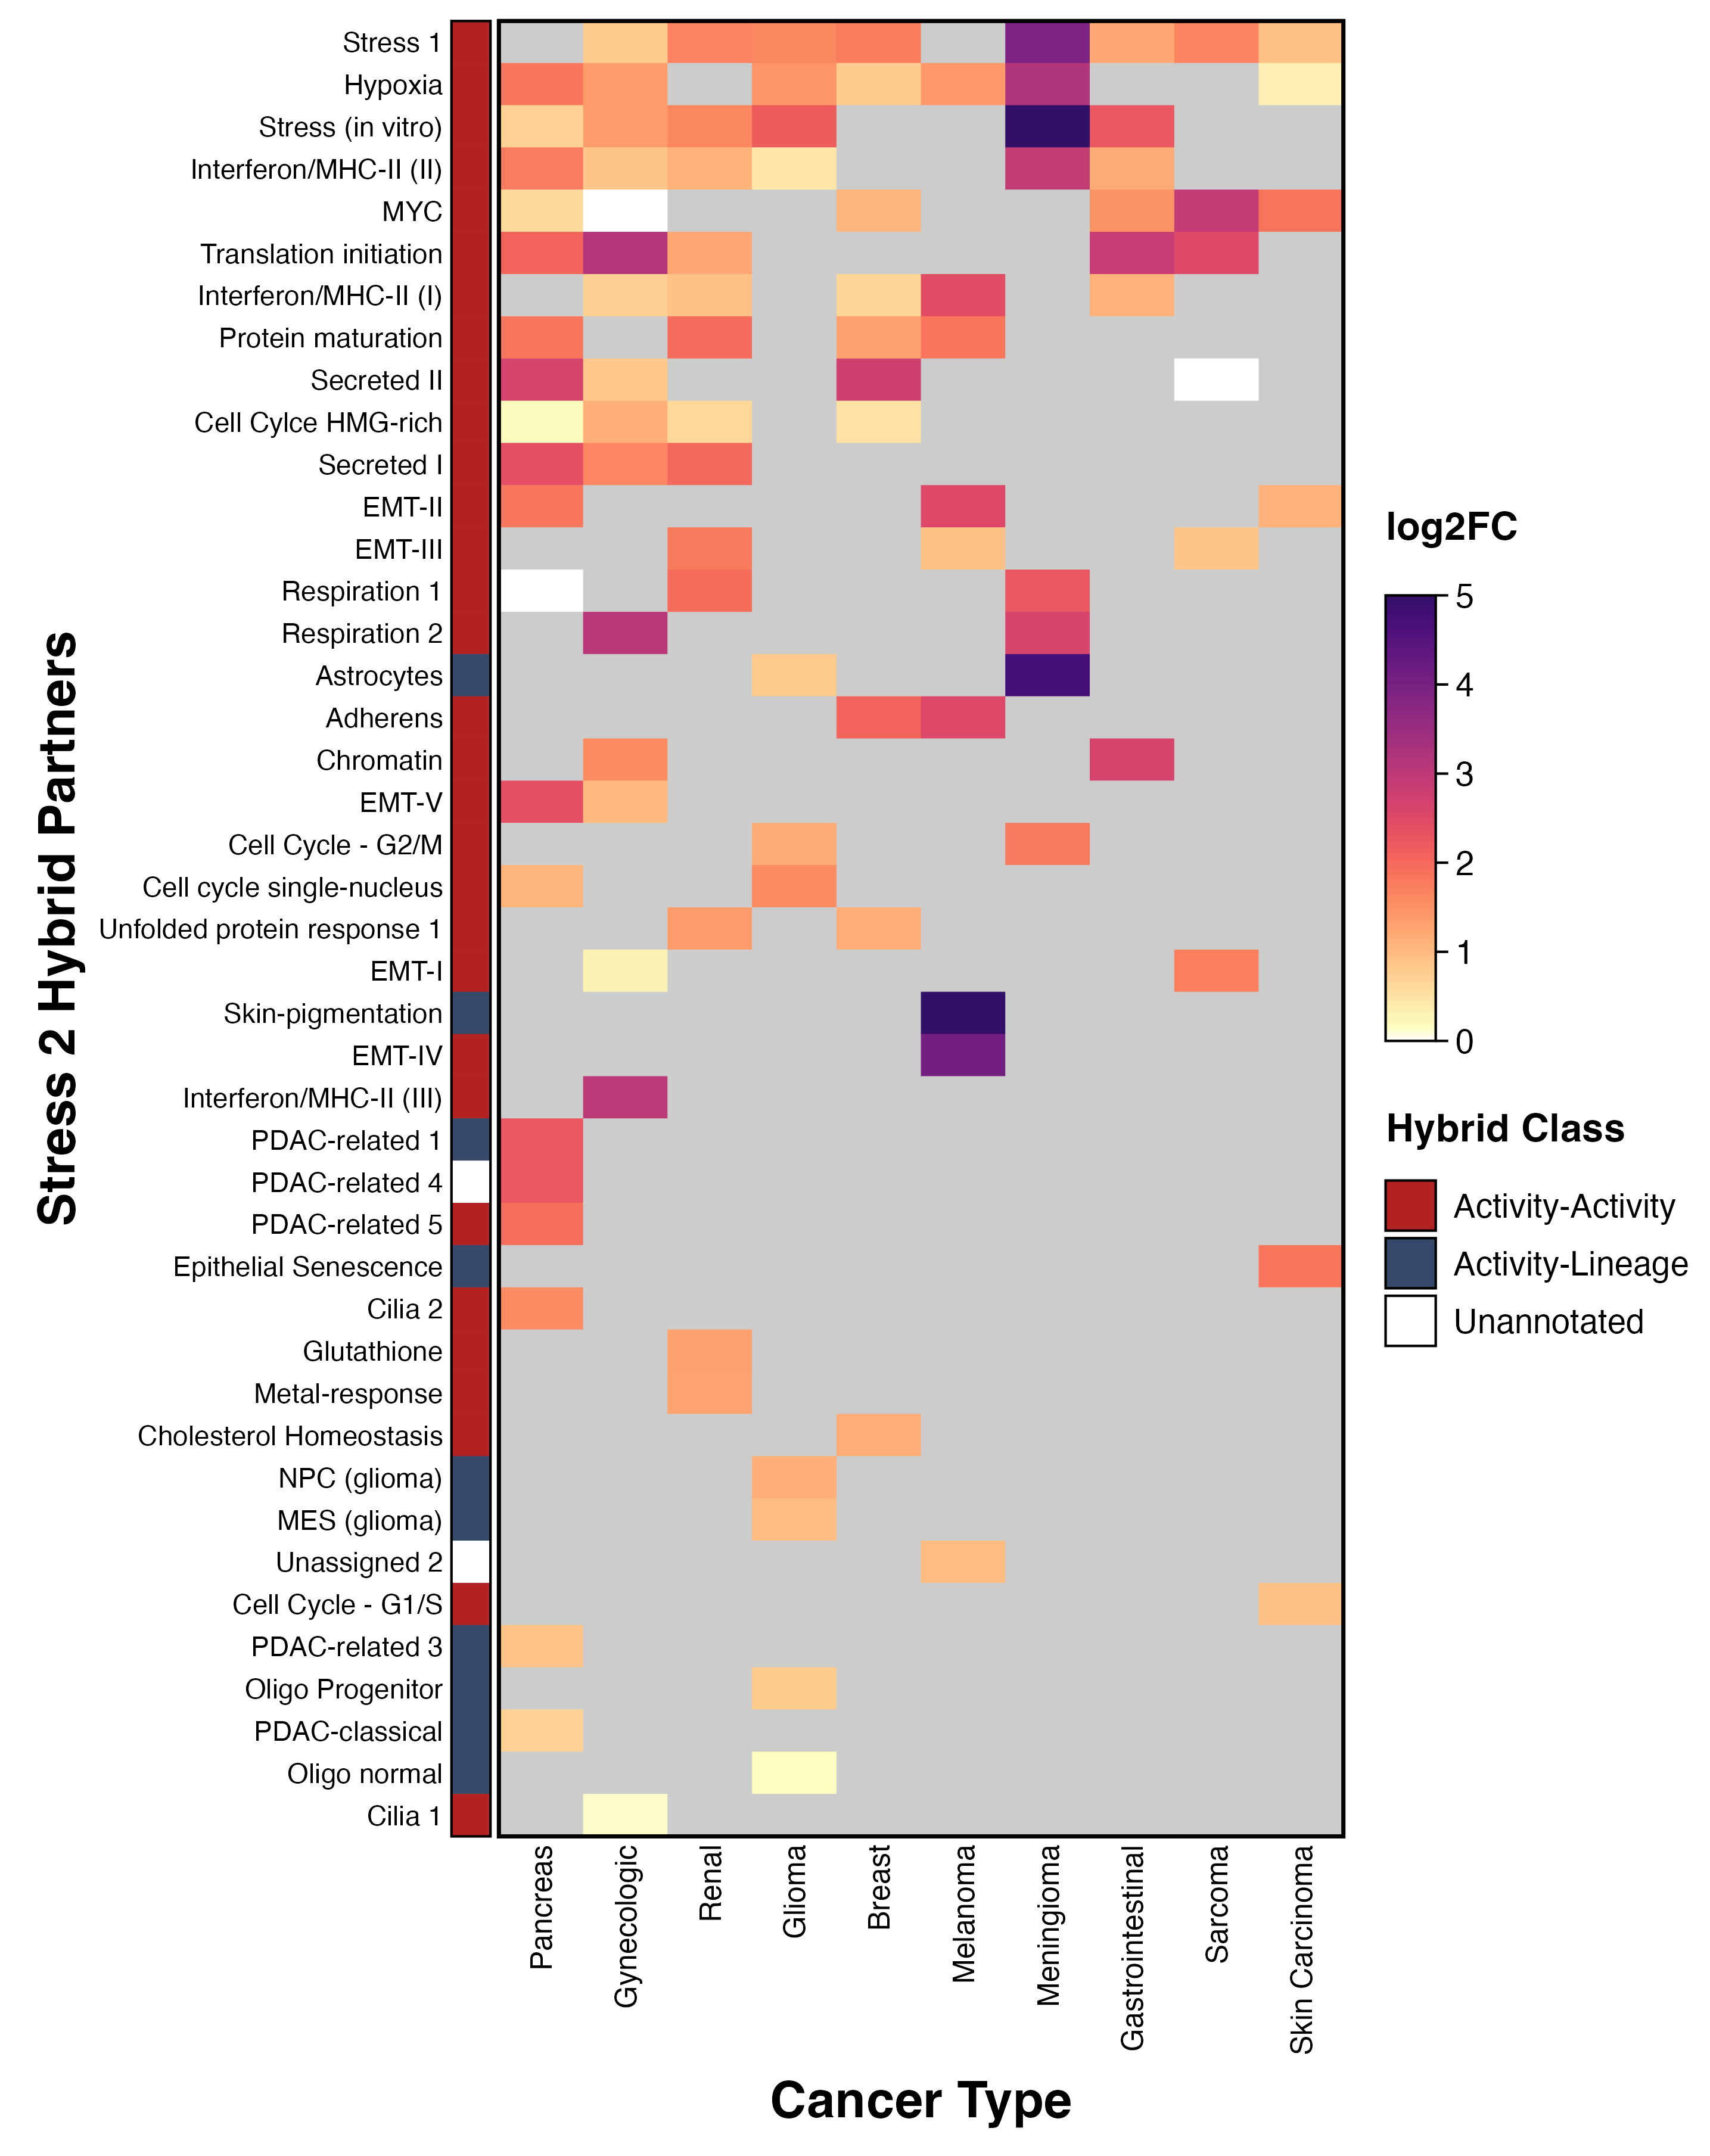 Stress 2 Hybrid Partners
Stress 1
Hypoxia
Stress (in vitro)
Interferon/MHC-II (II)
MYC
Translation initiation
Interferon/MHC-II (I)
Protein maturation
Secreted II
Cell Cylce HMG-rich
Secreted I
EMT-II
EMT-III
Respiration 1
Respiration 2
Astrocytes
Adherens
Chromatin
EMT-V
Cell Cycle - G2/M
Cell cycle single-nucleus
Unfolded protein response 1
EMT-I
Skin-pigmentation
EMT-IV
Interferon/MHC-II (III)
PDAC-related 1
PDAC-related 4
PDAC-related 5
Epithelial Senescence
Cilia 2
Glutathione
Metal-response
Cholesterol Homeostasis
NPC (glioma)
MES (glioma)
Unassigned 2
Cell Cycle - G1/S
PDAC-related 3
Oligo Progenitor
PDAC-classical
Oligo normal
Cilia 1
Pancreas
Gynecologic
Renal
Glioma
Breast
Melanoma
Meningioma
Gastrointestinal
Sarcoma
Skin Carcinoma
Cancer Type
log2FC
5
4
3
2
1
0
Hybrid Class
Activity-Activity
Activity-Lineage
Unannotated